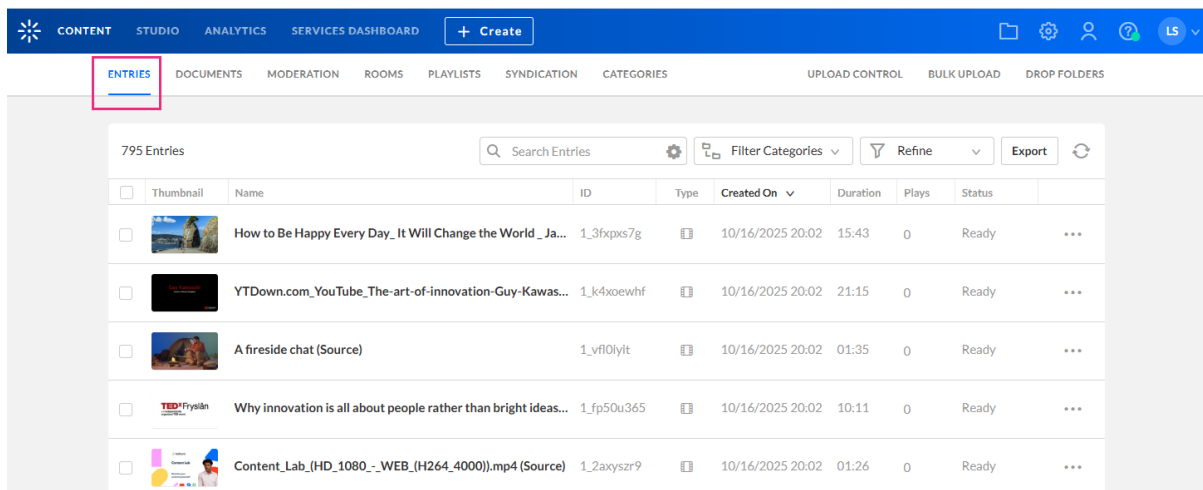 CONTENT STUDIO ANALYTICS SERVICES DASHBOARD + Create LS
ENTRIES DOCUMENTS MODERATION ROOMS PLAYLISTS SYNDICATION CATEGORIES UPLOAD CONTROL BULK UPLOAD DROP FOLDERS
795 Entries Search Entries Filter Categories Refine Export
Thumbnail Name ID Type Created On Duration Plays Status
How to Be Happy Every Day_ It Will Change the World _ Ja... 1_3fxpxs7g 10/16/2025 20:02 15:43 0 Ready
YTDown.com_YouTube_The-art-of-innovation-Guy-Kawas... 1_k4xoewhf 10/16/2025 20:02 21:15 0 Ready
A fireside chat (Source) 1_vfl0iyit 10/16/2025 20:02 01:35 0 Ready
TEDxFryslân
Why innovation is all about people rather than bright ideas... 1_fp50u365 10/16/2025 20:02 10:11 0 Ready
Content_Lab_(HD_1080_-_WEB_(H264_4000)).mp4 (Source) 1_2axyszr9 10/16/2025 20:02 01:26 0 Ready